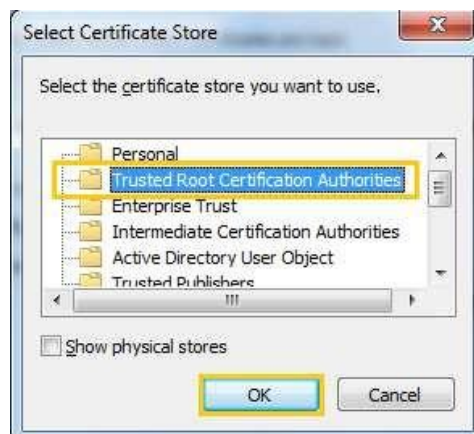 Select Certificate Store
Select the certificate store you want to use.
Personal
Trusted Root Certification Authorities
Enterprise Trust
Intermediate Certification Authorities
Active Directory User Object
Trusted Publishers
Show physical stores
OK
Cancel